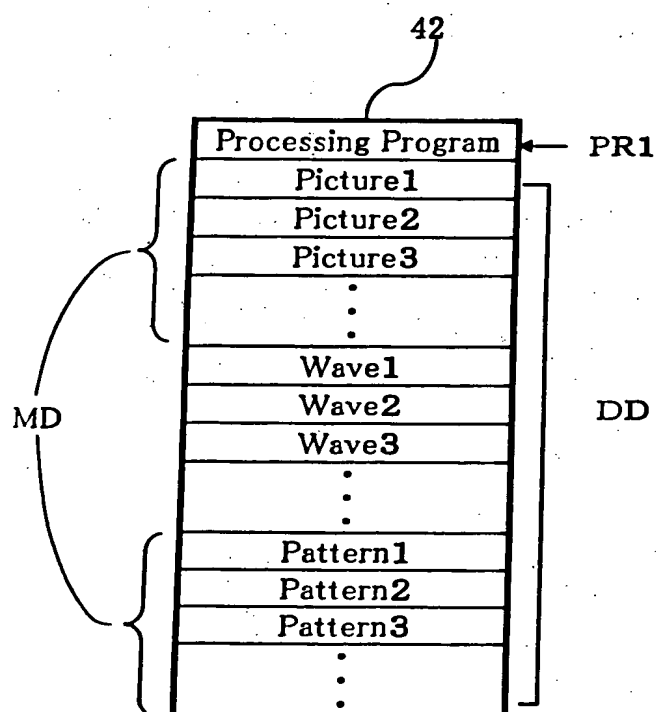 42
Processing Program
PR1
Picture1
Picture2
Picture3
Wave1
Wave2
Wave3
MD
DD
Pattern1
Pattern2
Pattern3